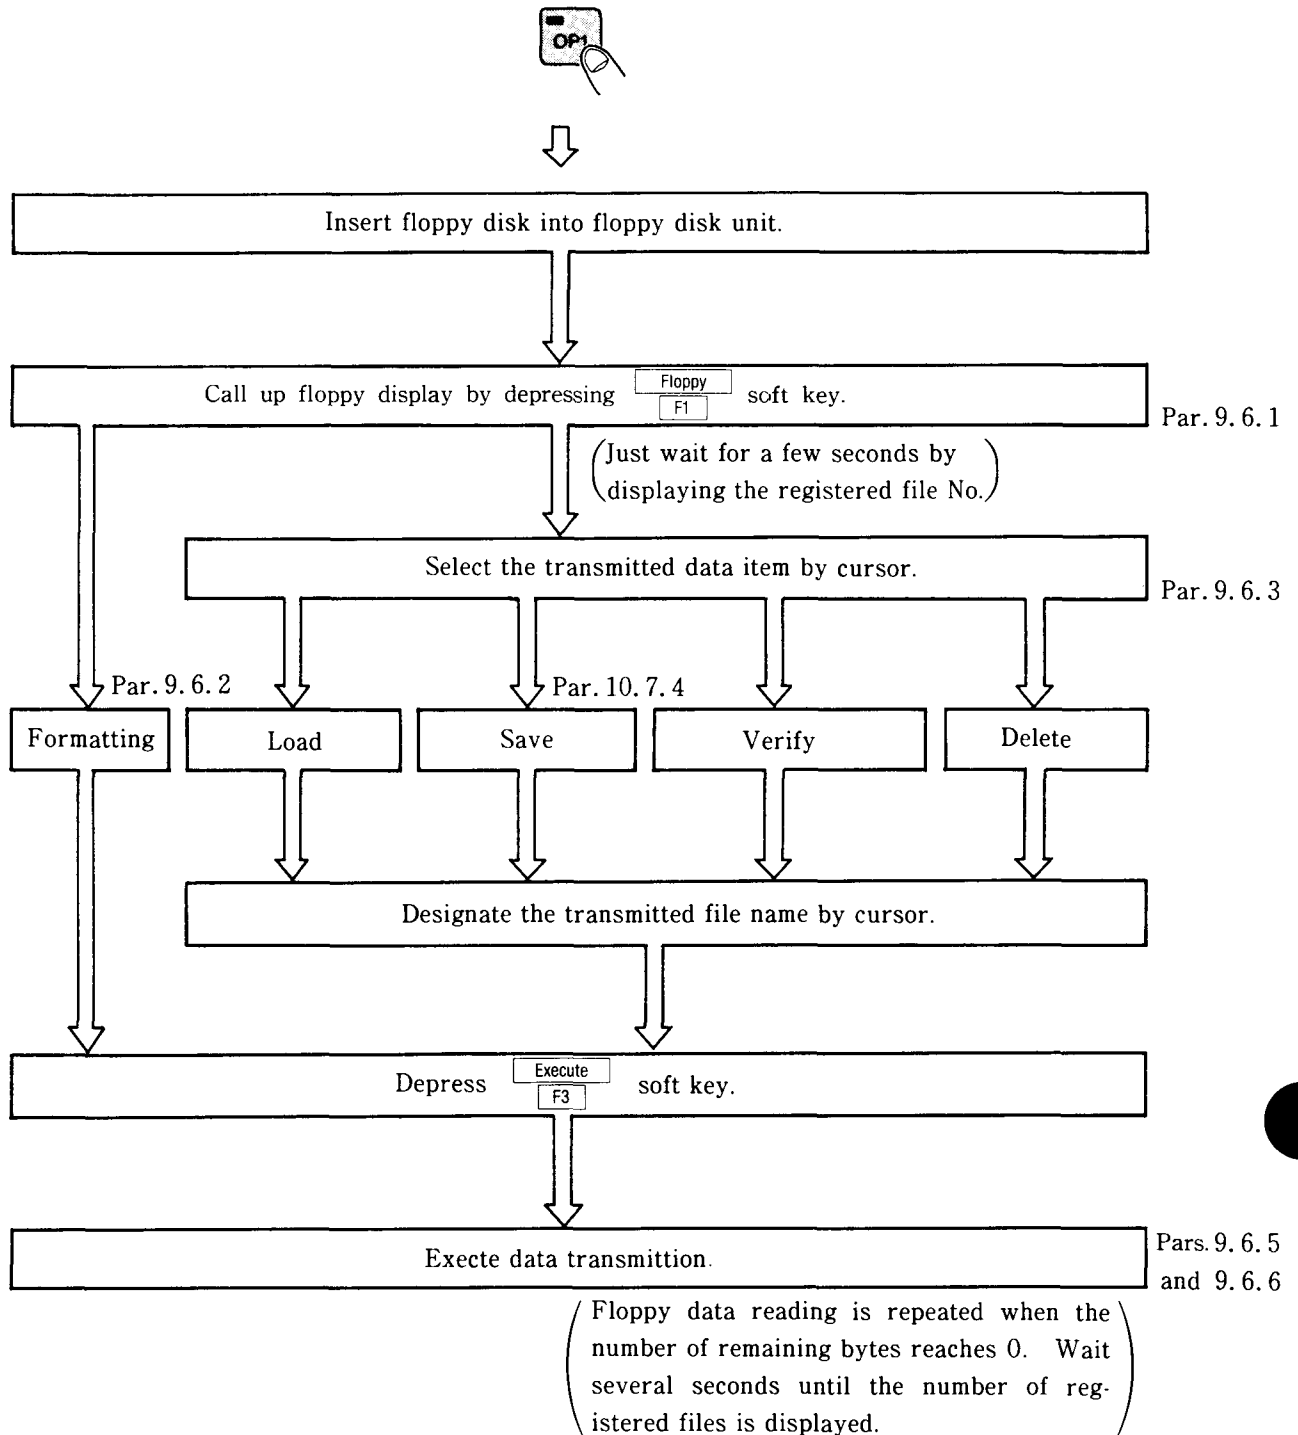 OP1
Insert floppy disk into floppy disk unit.
Call up floppy display by depressing Floppy F1 soft key.
Par. 9. 6. 1
(Just wait for a few seconds by
displaying the registered file No.)
Select the transmitted data item by cursor.
Par. 9. 6. 3
Par. 9. 6. 2
Par. 10. 7. 4
Formatting
Load
Save
Verify
Delete
Designate the transmitted file name by cursor.
Depress Execute F3 soft key.
Execte data transmittion.
Pars. 9. 6. 5
and 9. 6. 6
(Floppy data reading is repeated when the
number of remaining bytes reaches 0. Wait
several seconds until the number of reg-
istered files is displayed.)